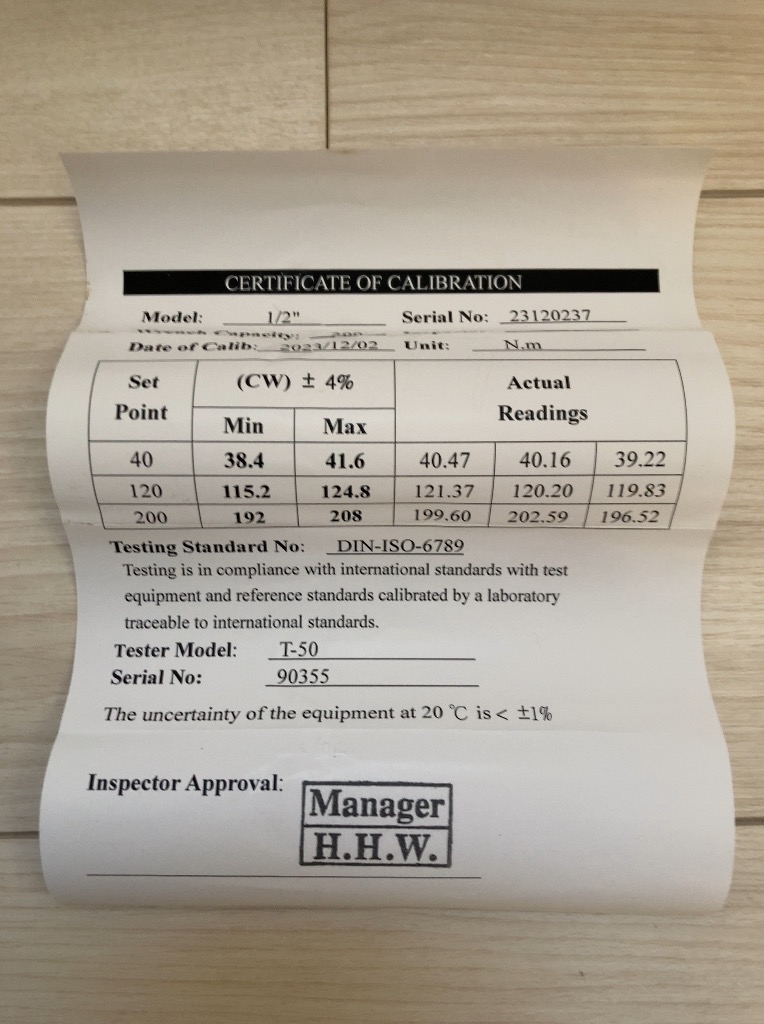 CERTIFICATE OF CALIBRATION
Model: 1/2" Serial No: 23120237
Capacity: 200
Date of Calib: 2023/12/02 Unit: N.m
Set Point (CW) ± 4% Actual Readings
Min Max
40 38.4 41.6 40.47 40.16 39.22
120 115.2 124.8 121.37 120.20 119.83
200 192 208 199.60 202.59 196.52
Testing Standard No: DIN-ISO-6789
Testing is in compliance with international standards with test
equipment and reference standards calibrated by a laboratory
traceable to international standards.
Tester Model: T-50
Serial No: 90355
The uncertainty of the equipment at 20 ℃ is < ±1%
Inspector Approval:
Manager
H.H.W.